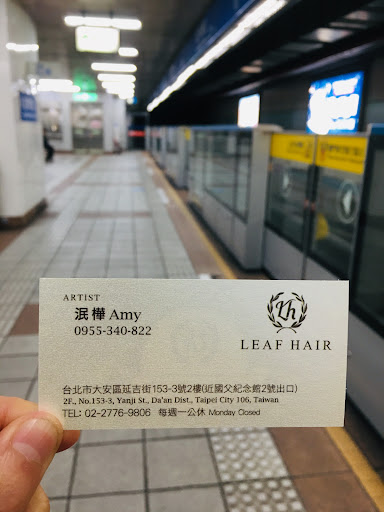 ARTIST
泯樺 Amy
0955-340-822
Lh
LEAF HAIR
台北市大安區延吉街153-3號2樓(近國父紀念館2號出口)
2F., No.153-3, Yanji St., Da'an Dist., Taipei City 106, Taiwan
TEL: 02-2776-9806 每週一公休 Monday Closed